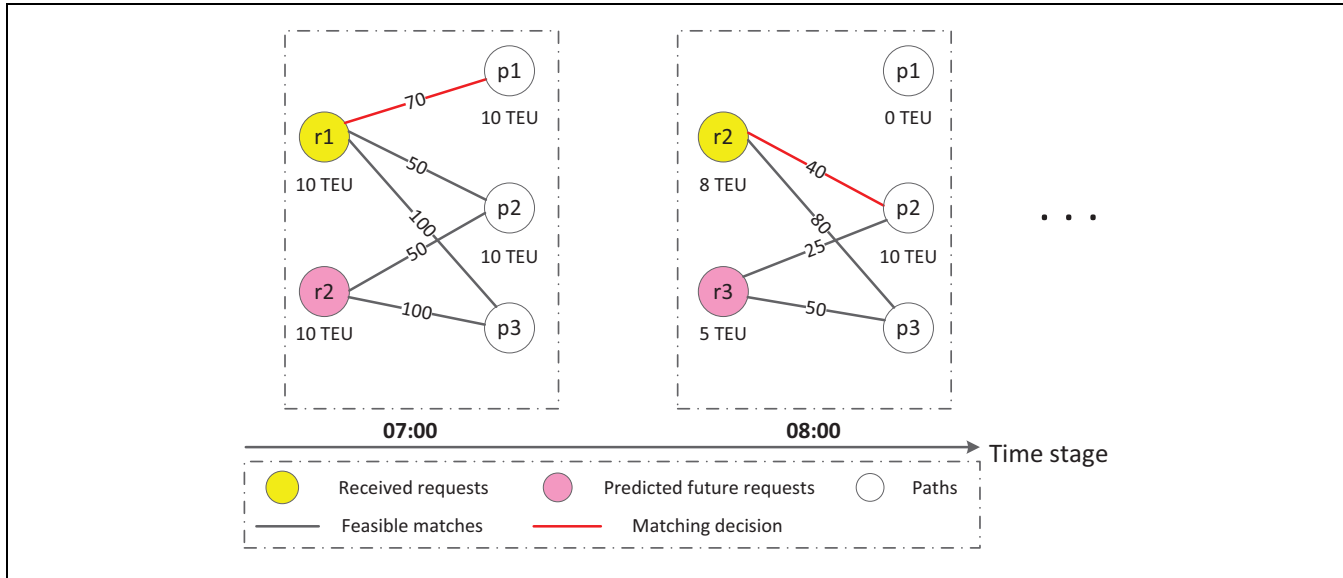 p1
70
10 TEU
r1
50
10 TEU
p2
100
50
10 TEU
r2
100
p3
10 TEU
p1
0 TEU
r2
40
8 TEU
p2
80
25
10 TEU
r3
50
p3
5 TEU
. . .
07:00
08:00
Time stage
Received requests Predicted future requests Paths
Feasible matches Matching decision